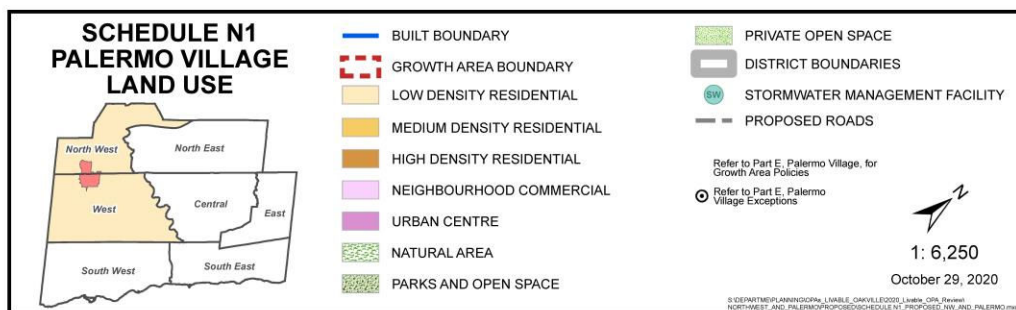 SCHEDULE N1
PALERMO VILLAGE
LAND USE
North West
North East
West
Central
East
South West
South East
BUILT BOUNDARY
GROWTH AREA BOUNDARY
LOW DENSITY RESIDENTIAL
MEDIUM DENSITY RESIDENTIAL
HIGH DENSITY RESIDENTIAL
NEIGHBOURHOOD COMMERCIAL
URBAN CENTRE
NATURAL AREA
PARKS AND OPEN SPACE
PRIVATE OPEN SPACE
DISTRICT BOUNDARIES
SW STORMWATER MANAGEMENT FACILITY
PROPOSED ROADS
Refer to Part E, Palermo Village, for
Growth Area Policies
Refer to Part E, Palermo
Village Exceptions
N
1: 6,250
October 29, 2020